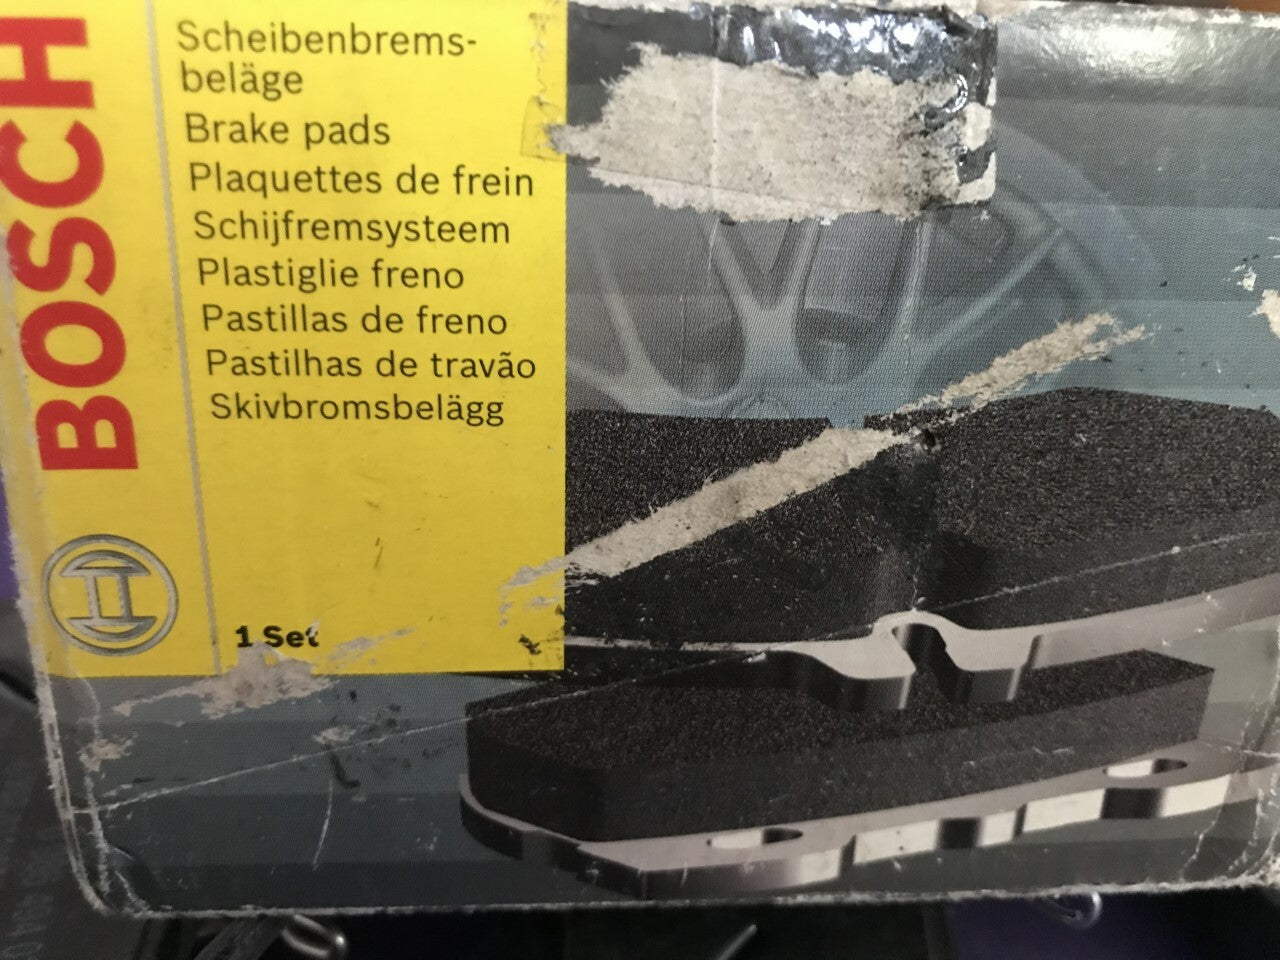 BOSCH
Scheibenbrems-
beläge
Brake pads
Plaquettes de frein
Schijfremsysteem
Plastiglie freno
Pastillas de freno
Pastilhas de travão
Skivbromsbelägg
1 Set